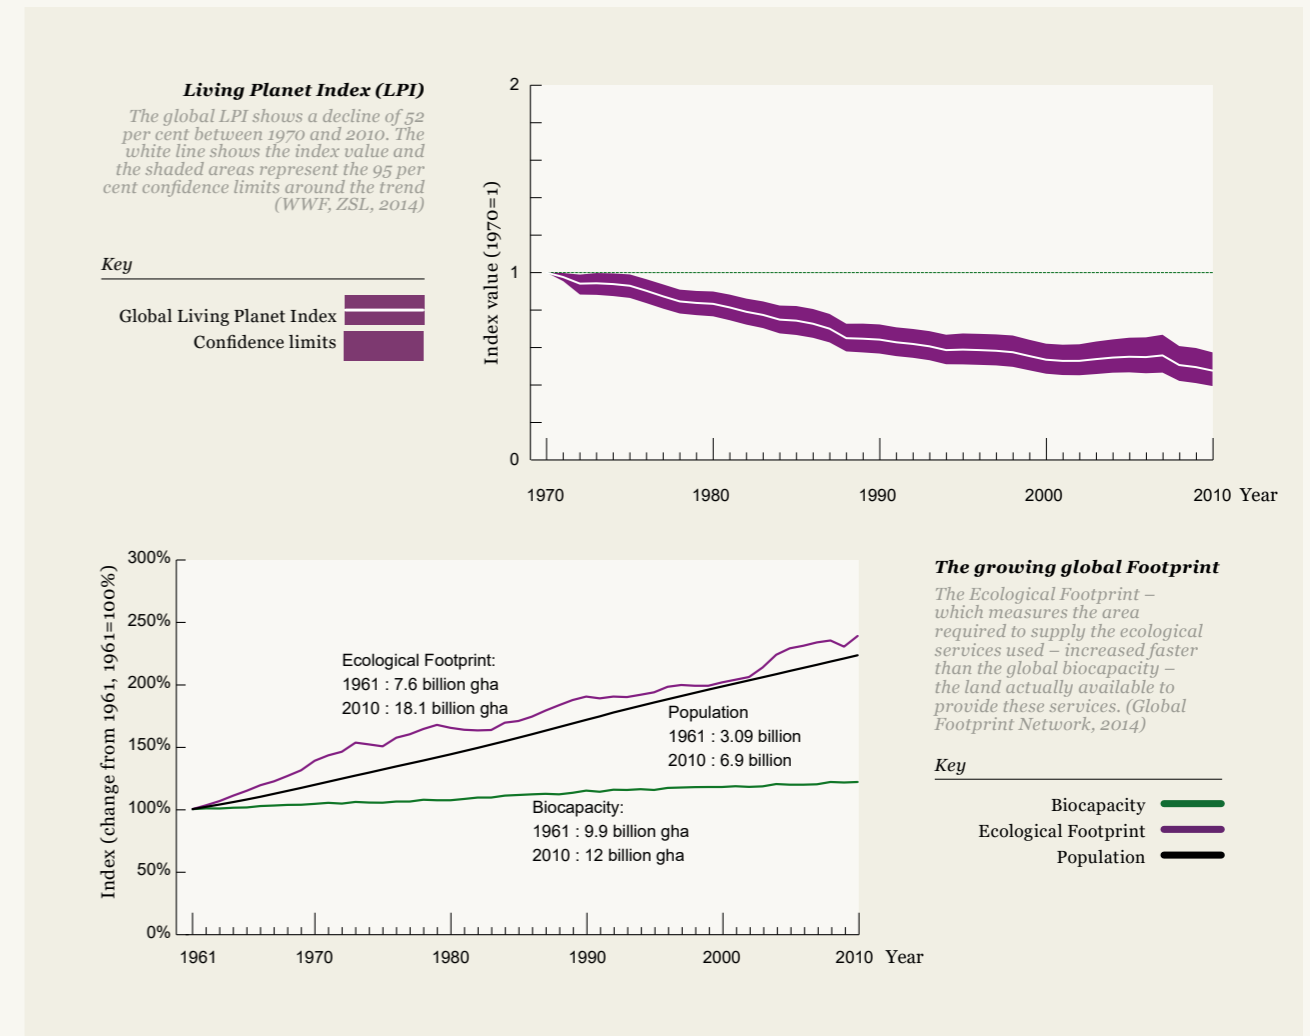 Living Planet Index (LPI)
The global LPI shows a decline of 52
per cent between 1970 and 2010. The
white line shows the index value and
the shaded areas represent the 95 per
cent confidence limits around the trend
(WWF, ZSL, 2014)
Key
Global Living Planet Index
Confidence limits
Index value (1970=1)
2
1
0
1970
1980
1990
2000
2010
Year
Index (change from 1961, 1961=100%)
300%
250%
200%
150%
100%
50%
0%
Ecological Footprint:
1961 : 7.6 billion gha
2010 : 18.1 billion gha
Population
1961 : 3.09 billion
2010 : 6.9 billion
Biocapacity:
1961 : 9.9 billion gha
2010 : 12 billion gha
1961
1970
1980
1990
2000
2010
Year
The growing global Footprint
The Ecological Footprint –
which measures the area
required to supply the ecological
services used – increased faster
than the global biocapacity –
the land actually available to
provide these services. (Global
Footprint Network, 2014)
Key
Biocapacity
Ecological Footprint
Population